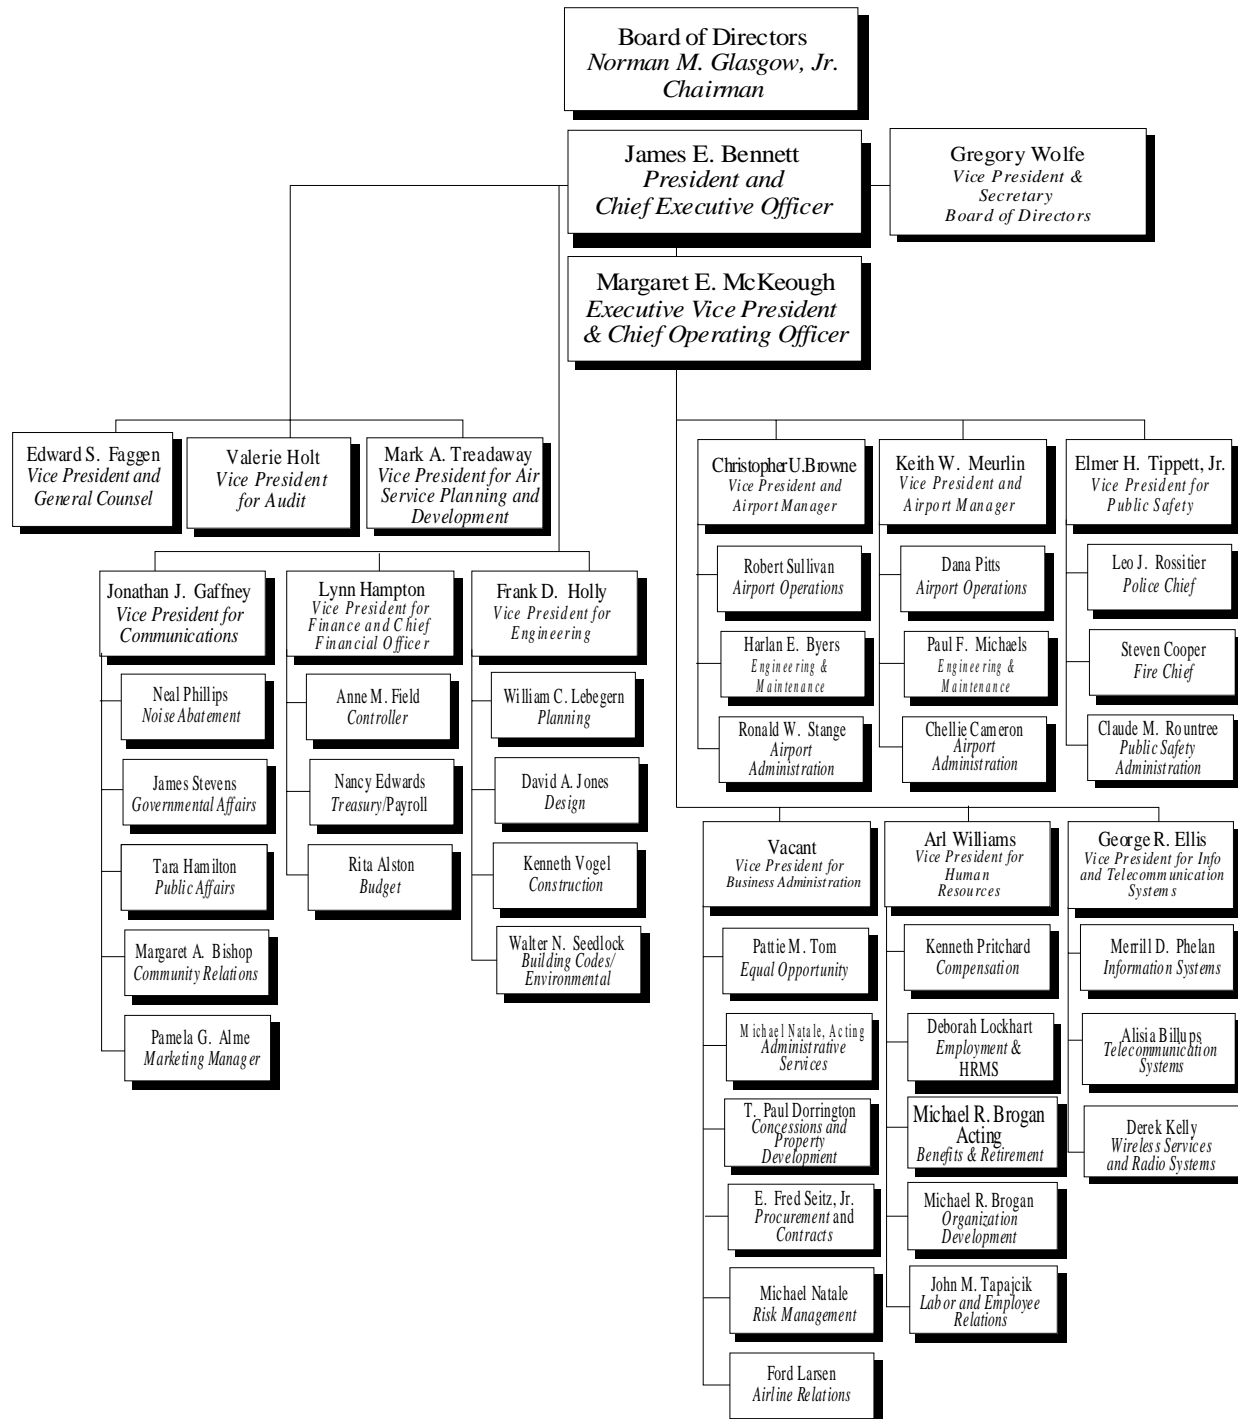 Board of Directors
Norman M. Glasgow, Jr.
Chairman
James E. Bennett
President and
Chief Executive Officer
Gregory Wolfe
Vice President &
Secretary
Board of Directors
Margaret E. McKeough
Executive Vice President
& Chief Operating Officer
Edward S. Faggen
Vice President and
General Counsel
Valerie Holt
Vice President
for Audit
Mark A. Treadaway
Vice President for Air
Service Planning and
Development
Christopher U. Browne
Vice President and
Airport Manager
Keith W. Meurlin
Vice President and
Airport Manager
Elmer H. Tippett, Jr.
Vice President for
Public Safety
Robert Sullivan
Airport Operations
Dana Pitts
Airport Operations
Leo J. Rossitier
Police Chief
Harlan E. Byers
Engineering &
Maintenance
Paul F. Michaels
Engineering &
Maintenance
Steven Cooper
Fire Chief
Ronald W. Stange
Airport
Administration
Chellie Cameron
Airport
Administration
Claude M. Rountree
Public Safety
Administration
Jonathan J. Gaffney
Vice President for
Communications
Lynn Hampton
Vice President for
Finance and Chief
Financial Officer
Frank D. Holly
Vice President for
Engineering
Neal Phillips
Noise Abatement
Anne M. Field
Controller
William C. Lebegern
Planning
James Stevens
Governmental Affairs
Nancy Edwards
Treasury/Payroll
David A. Jones
Design
Tara Hamilton
Public Affairs
Rita Alston
Budget
Kenneth Vogel
Construction
Margaret A. Bishop
Community Relations
Walter N. Seedlock
Building Codes/
Environmental
Pamela G. Alme
Marketing Manager
Vacant
Vice President for
Business Administration
Arl Williams
Vice President for
Human
Resources
George R. Ellis
Vice President for Info
and Telecommunication
Systems
Pattie M. Tom
Equal Opportunity
Kenneth Pritchard
Compensation
Merrill D. Phelan
Information Systems
Michael Natale, Acting
Administrative
Services
Deborah Lockhart
Employment &
HRMS
Alisia Billups
Telecommunication
Systems
T. Paul Dorrington
Concessions and
Property
Development
Michael R. Brogan
Acting
Benefits & Retirement
Derek Kelly
Wireless Services
and Radio Systems
E. Fred Seitz, Jr.
Procurement and
Contracts
Michael R. Brogan
Organization
Development
Michael Natale
Risk Management
John M. Tapajcik
Labor and Employee
Relations
Ford Larsen
Airline Relations